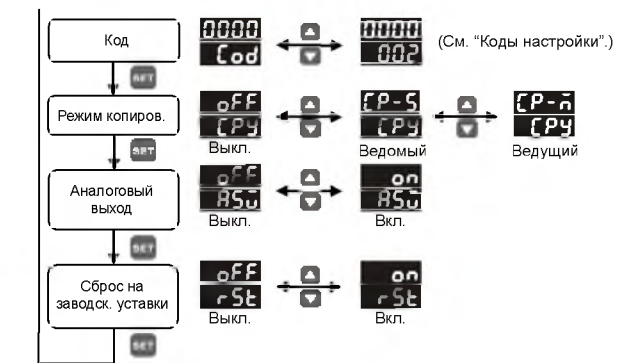 Код
0000
Cod
0000
002
(См. “Коды настройки”.)
SET
Режим копиров.
oFF
CPY
Выкл.
CP-S
CPY
Ведомый
CP-M
CPY
Ведущий
SET
Аналоговый
выход
oFF
Выкл.
on
Вкл.
SET
Сброс на
заводск. уставки
oFF
rSt
Выкл.
on
rSt
Вкл.
SET